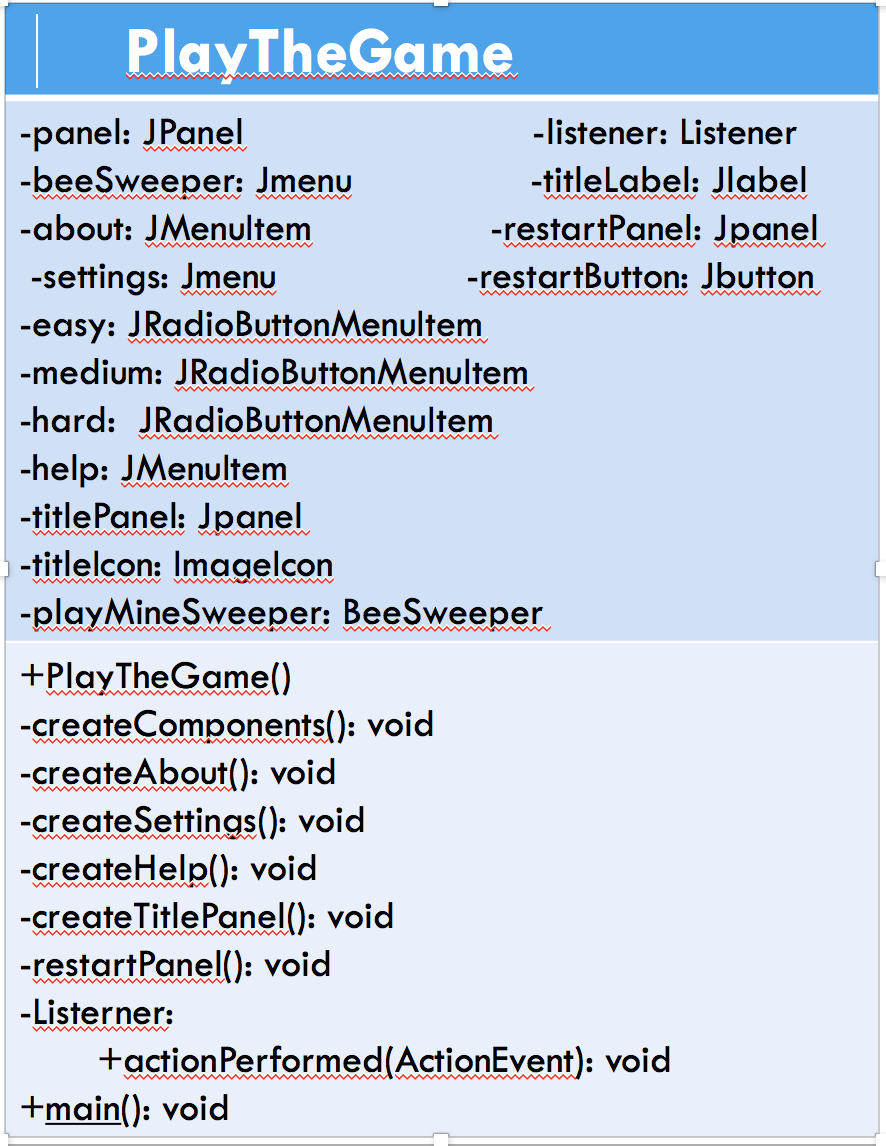 PlayTheGame
-panel: JPanel -listener: Listener
-beeSweeper: Jmenu -titleLabel: Jlabel
-about: JMenuItem -restartPanel: Jpanel
-settings: Jmenu -restartButton: Jbutton
-easy: JRadioButtonMenuItem
-medium: JRadioButtonMenuItem
-hard: JRadioButtonMenuItem
-help: JMenuItem
-titlePanel: Jpanel
-titleIcon: ImageIcon
-playMineSweeper: BeeSweeper
+PlayTheGame()
-createComponents(): void
-createAbout(): void
-createSettings(): void
-createHelp(): void
-createTitlePanel(): void
-restartPanel(): void
-Listerner:
+actionPerformed(ActionEvent): void
+main(): void